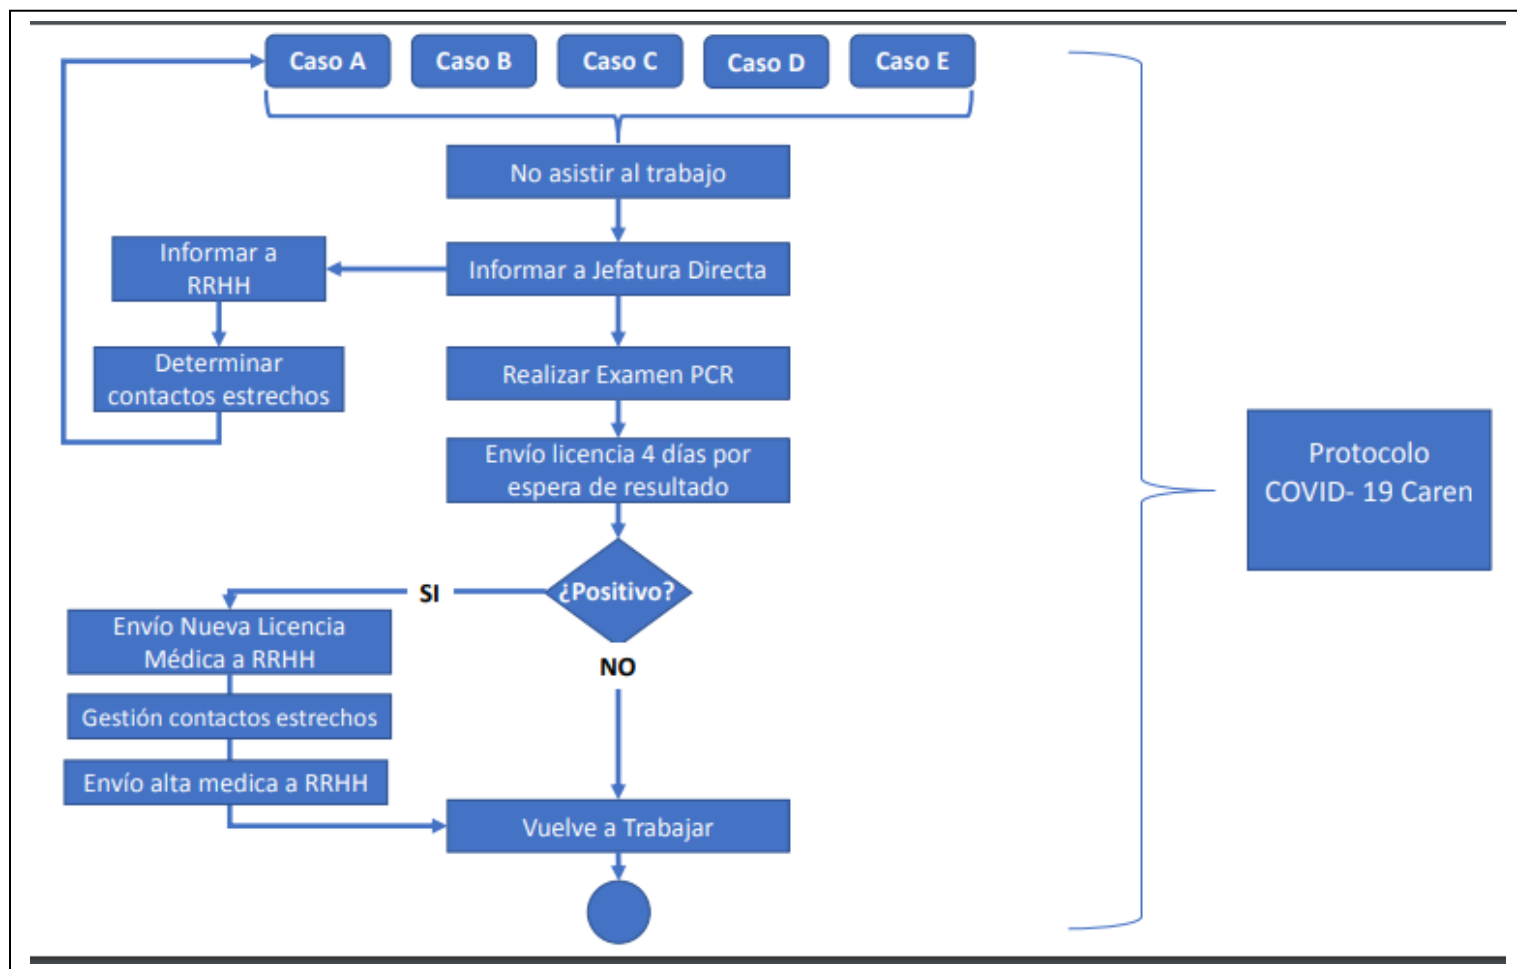 Caso A
Caso B
Caso C
Caso D
Caso E
No asistir al trabajo
Informar a
RRHH
Informar a Jefatura Directa
Determinar
contactos estrechos
Realizar Examen PCR
Envío licencia 4 días por
espera de resultado
Protocolo
COVID- 19 Caren
¿Positivo?
SI
NO
Envío Nueva Licencia
Médica a RRHH
Gestión contactos estrechos
Envío alta medica a RRHH
Vuelve a Trabajar